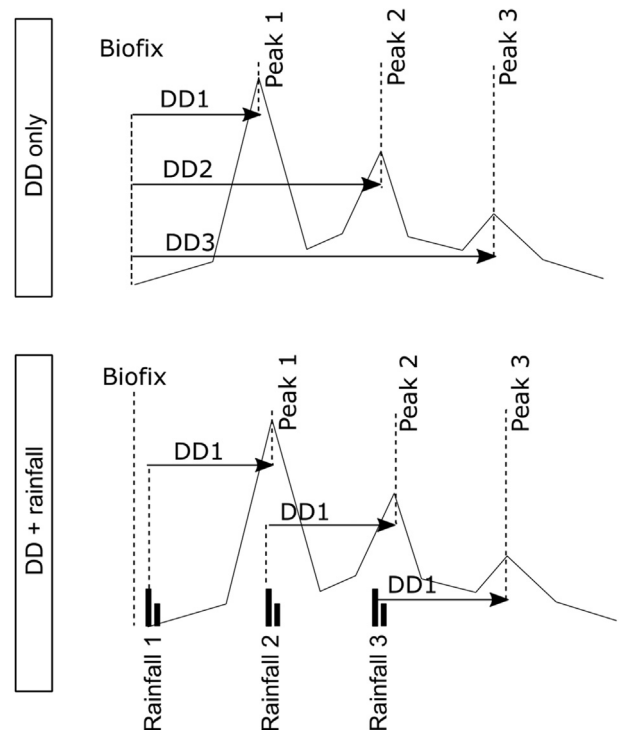 DD only
Biofix
Peak 1
Peak 2
Peak 3
DD1
DD2
DD3
DD + rainfall
Biofix
Peak 1
Peak 2
Peak 3
DD1
DD1
DD1
Rainfall 1
Rainfall 2
Rainfall 3